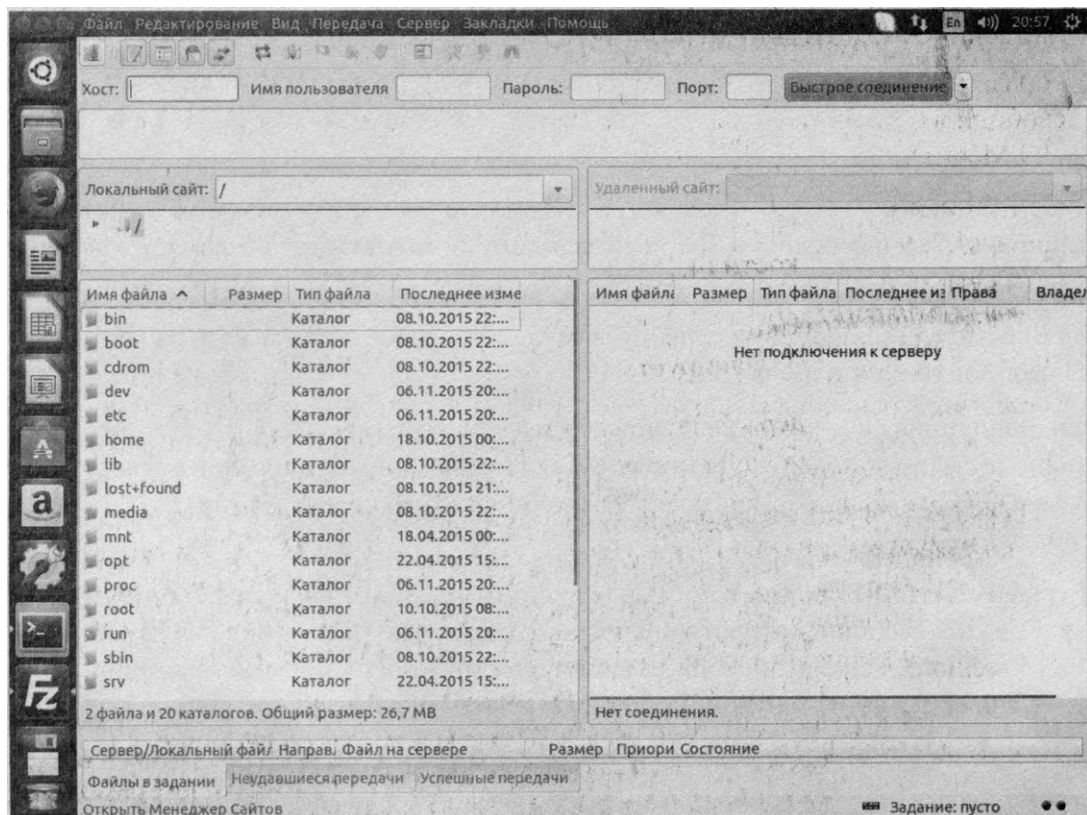 Файл Редактирование Вид Передача Сервер Закладки Помощь En 20:57
Хост: Имя пользователя Пароль: Порт: Быстрое соединение
Локальный сайт: / Удаленный сайт:
/
Имя файла Размер Тип файла Последнее изме Имя файла Размер Тип файла Последнее из Права Владел
bin Каталог 08.10.2015 22:...
boot Каталог 08.10.2015 22:...
cdrom Каталог 08.10.2015 22:...
Нет подключения к серверу
dev Каталог 06.11.2015 20:...
etc Каталог 06.11.2015 20:...
home Каталог 18.10.2015 00:...
lib Каталог 08.10.2015 22:...
lost+found Каталог 08.10.2015 21:...
media Каталог 08.10.2015 22:...
mnt Каталог 18.04.2015 00:...
opt Каталог 22.04.2015 15:...
proc Каталог 06.11.2015 20:...
root Каталог 10.10.2015 08:...
run Каталог 06.11.2015 20:...
sbin Каталог 08.10.2015 22:...
srv Каталог 22.04.2015 15:...
2 файла и 20 каталогов. Общий размер: 26,7 MB Нет соединения.
Сервер/Локальный файл Направ. Файл на сервере Размер Приори Состояние
Файлы в задании Неудавшиеся передачи Успешные передачи
Открыть Менеджер Сайтов Задание: пусто
a
Fz